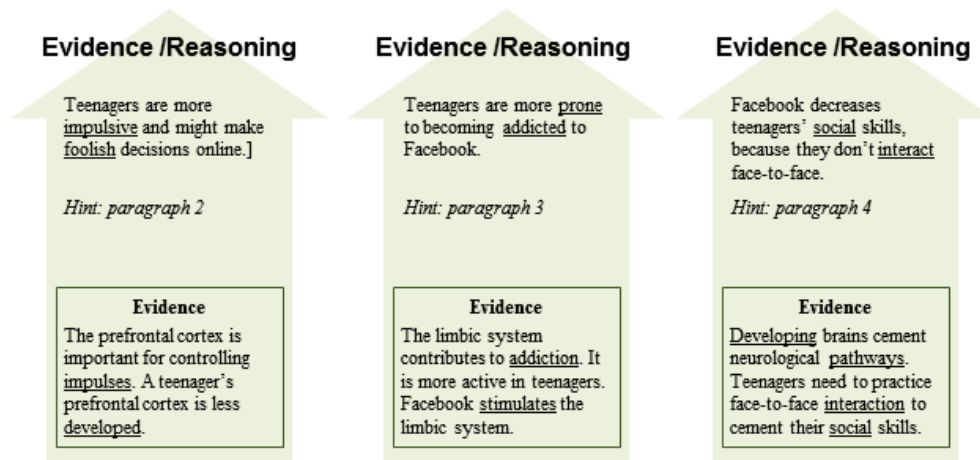 Evidence /Reasoning
Teenagers are more
impulsive and might make
foolish decisions online.]
Hint: paragraph 2
Evidence
The prefrontal cortex is
important for controlling
impulses. A teenager's
prefrontal cortex is less
developed.
Evidence /Reasoning
Teenagers are more prone
to becoming addicted to
Facebook.
Hint: paragraph 3
Evidence
The limbic system
contributes to addiction. It
is more active in teenagers.
Facebook stimulates the
limbic system.
Evidence /Reasoning
Facebook decreases
teenagers' social skills,
because they don't interact
face-to-face.
Hint: paragraph 4
Evidence
Developing brains cement
neurological pathways.
Teenagers need to practice
face-to-face interaction to
cement their social skills.